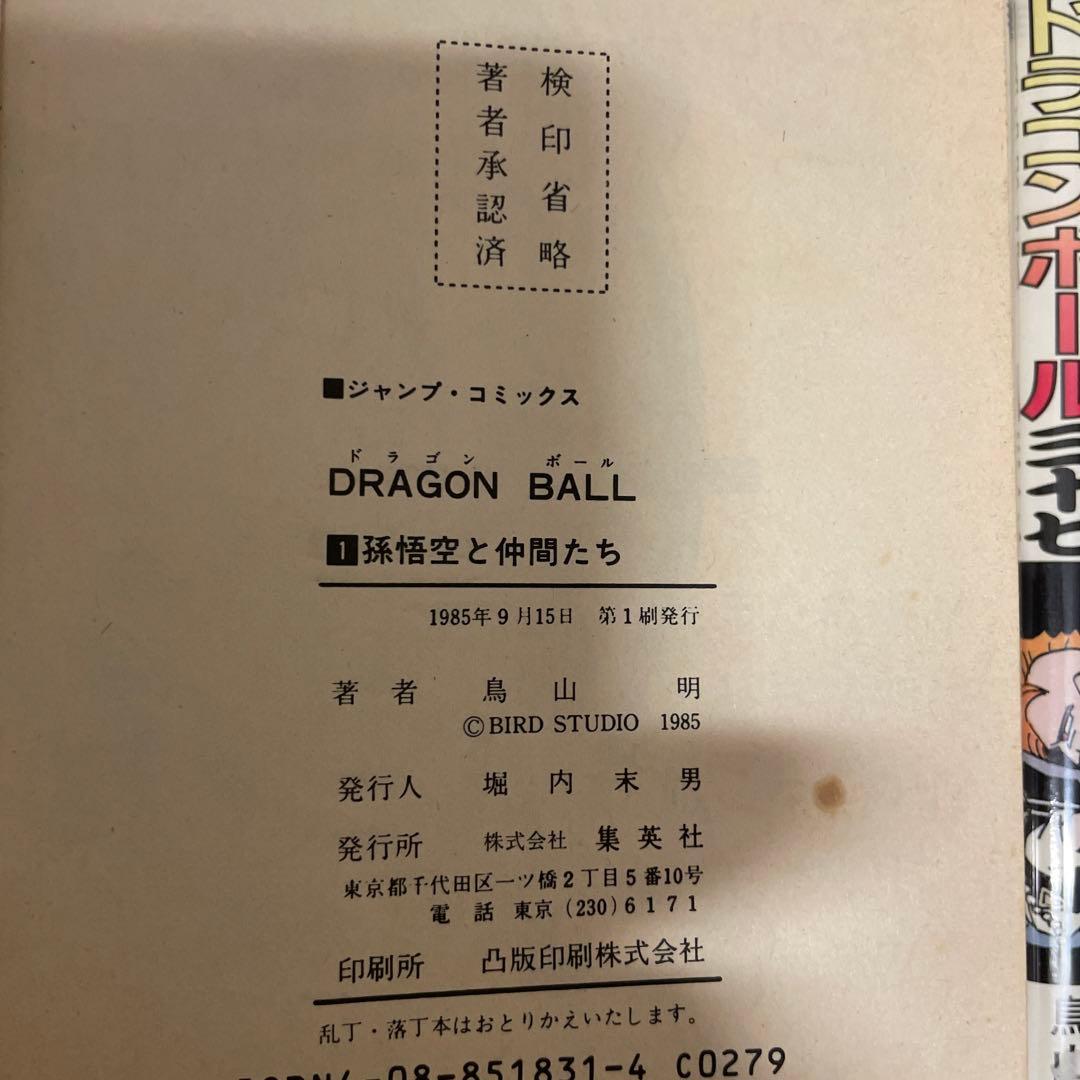 検印省略
著者承認済
■ジャンプ・コミックス
ドラゴン ボール
DRAGON BALL
1 孫悟空と仲間たち
1985年9月15日 第1刷発行
著者 鳥山 明
©BIRD STUDIO 1985
発行人 堀内末男
発行所 株式会社 集英社
東京都千代田区一ツ橋2丁目5番10号
電話 東京 (230) 6171
印刷所 凸版印刷株式会社
乱丁・落丁本はおとりかえいたします。
ISBN4-08-851831-4 C0279
ドラゴンボール 三十七
鳥山